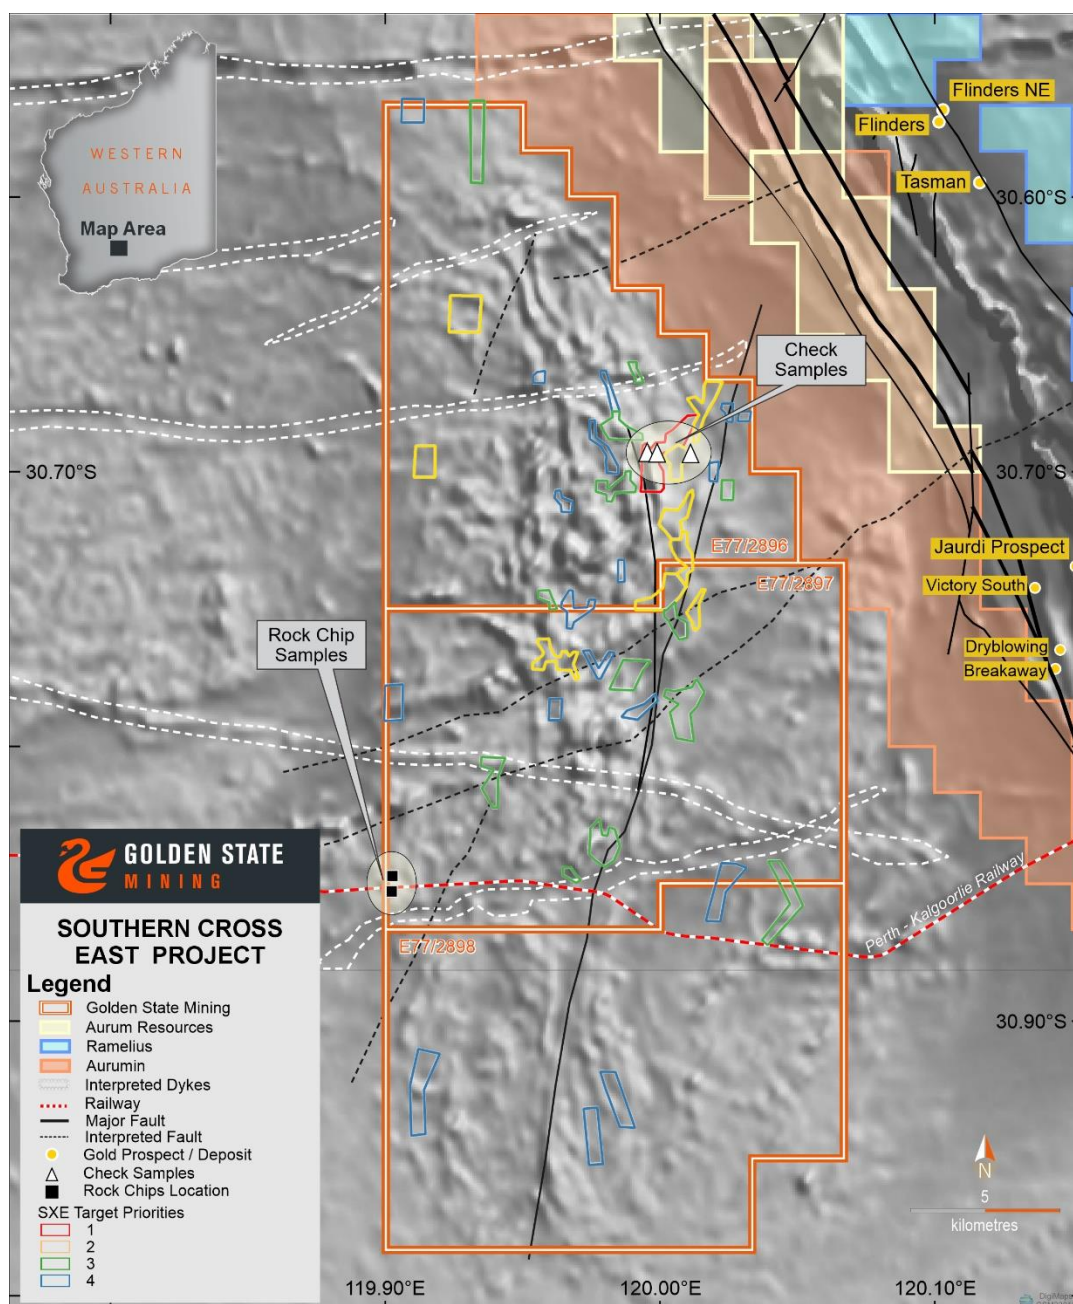 WESTERN
AUSTRALIA
Map Area
Flinders NE
Flinders
Tasman
30.60°S
Check
Samples
30.70°S
30.70°S
E77/2896
E77/2897
Jaurdi Prospect
Victory South
Dryblowing
Breakaway
Rock Chip
Samples
Perth - Kalgoorlie Railway
E77/2898
30.90°S
GOLDEN STATE
MINING
SOUTHERN CROSS
EAST PROJECT
Legend
Golden State Mining
Aurum Resources
Ramelius
Aurumin
Interpreted Dykes
Railway
Major Fault
Interpreted Fault
Gold Prospect / Deposit
Check Samples
Rock Chips Location
SXE Target Priorities
1
2
3
4
N
5
kilometres
119.90°E
120.00°E
120.10°E
DigiMaps